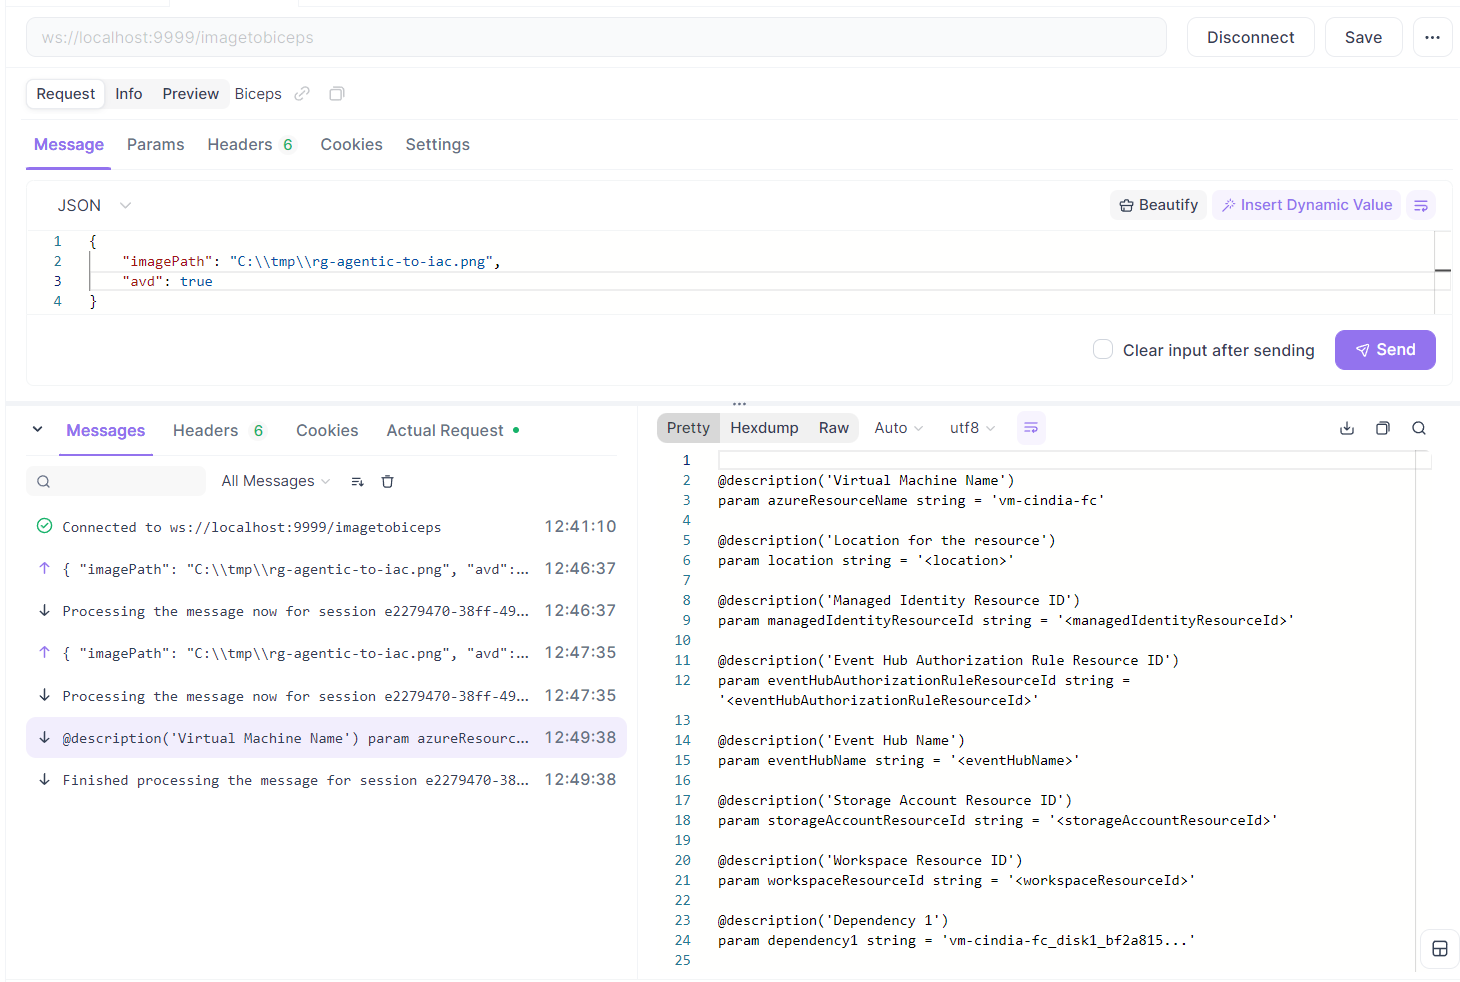 ws://localhost:9999/imagetobiceps
Disconnect
Save
Request
Info
Preview
Biceps
Message
Params
Headers 6
Cookies
Settings
JSON
Beautify
Insert Dynamic Value
1 {
2 "imagePath": "C:\\tmp\\rg-agentic-to-iac.png",
3 "avd": true
4 }
Clear input after sending
Send
Messages
Headers 6
Cookies
Actual Request
All Messages
Connected to ws://localhost:9999/imagetobiceps 12:41:10
{ "imagePath": "C:\\tmp\\rg-agentic-to-iac.png", "avd":... 12:46:37
Processing the message now for session e2279470-38ff-49... 12:46:37
{ "imagePath": "C:\\tmp\\rg-agentic-to-iac.png", "avd":... 12:47:35
Processing the message now for session e2279470-38ff-49... 12:47:35
@description('Virtual Machine Name') param azureResourc... 12:49:38
Finished processing the message for session e2279470-38... 12:49:38
Pretty
Hexdump
Raw
Auto
utf8
1
2 @description('Virtual Machine Name')
3 param azureResourceName string = 'vm-cindia-fc'
4
5 @description('Location for the resource')
6 param location string = '<location>'
7
8 @description('Managed Identity Resource ID')
9 param managedIdentityResourceId string = '<managedIdentityResourceId>'
10
11 @description('Event Hub Authorization Rule Resource ID')
12 param eventHubAuthorizationRuleResourceId string =
'<eventHubAuthorizationRuleResourceId>'
13
14 @description('Event Hub Name')
15 param eventHubName string = '<eventHubName>'
16
17 @description('Storage Account Resource ID')
18 param storageAccountResourceId string = '<storageAccountResourceId>'
19
20 @description('Workspace Resource ID')
21 param workspaceResourceId string = '<workspaceResourceId>'
22
23 @description('Dependency 1')
24 param dependency1 string = 'vm-cindia-fc_disk1_bf2a815...'
25